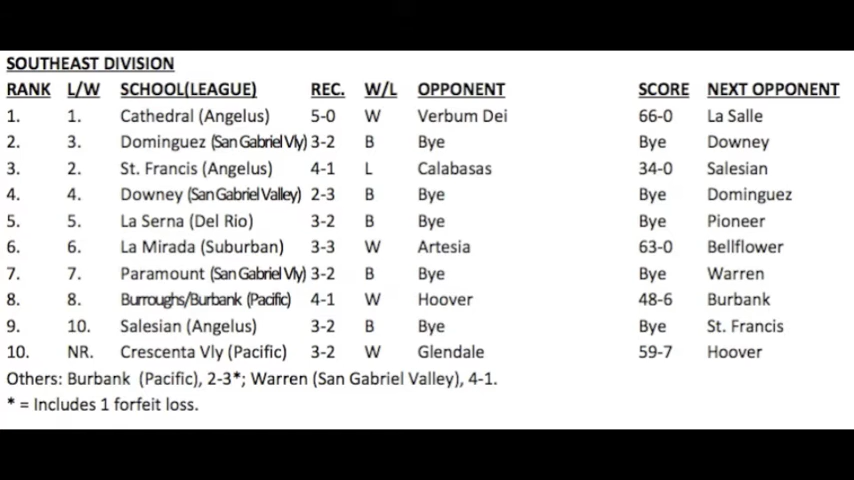 SOUTHEAST DIVISION
RANK L/W SCHOOL(LEAGUE) REC. W/L OPPONENT SCORE NEXT OPPONENT
1. 1. Cathedral (Angelus) 5-0 W Verbum Dei 66-0 La Salle
2. 3. Dominguez (San Gabriel Vly) 3-2 B Bye Bye Downey
3. 2. St. Francis (Angelus) 4-1 L Calabasas 34-0 Salesian
4. 4. Downey (San Gabriel Valley) 2-3 B Bye Bye Dominguez
5. 5. La Serna (Del Rio) 3-2 B Bye Bye Pioneer
6. 6. La Mirada (Suburban) 3-3 W Artesia 63-0 Bellflower
7. 7. Paramount (San Gabriel Vly) 3-2 B Bye Bye Warren
8. 8. Burroughs/Burbank (Pacific) 4-1 W Hoover 48-6 Burbank
9. 10. Salesian (Angelus) 3-2 B Bye Bye St. Francis
10. NR. Crescenta Vly (Pacific) 3-2 W Glendale 59-7 Hoover
Others: Burbank (Pacific), 2-3*; Warren (San Gabriel Valley), 4-1.
* = Includes 1 forfeit loss.